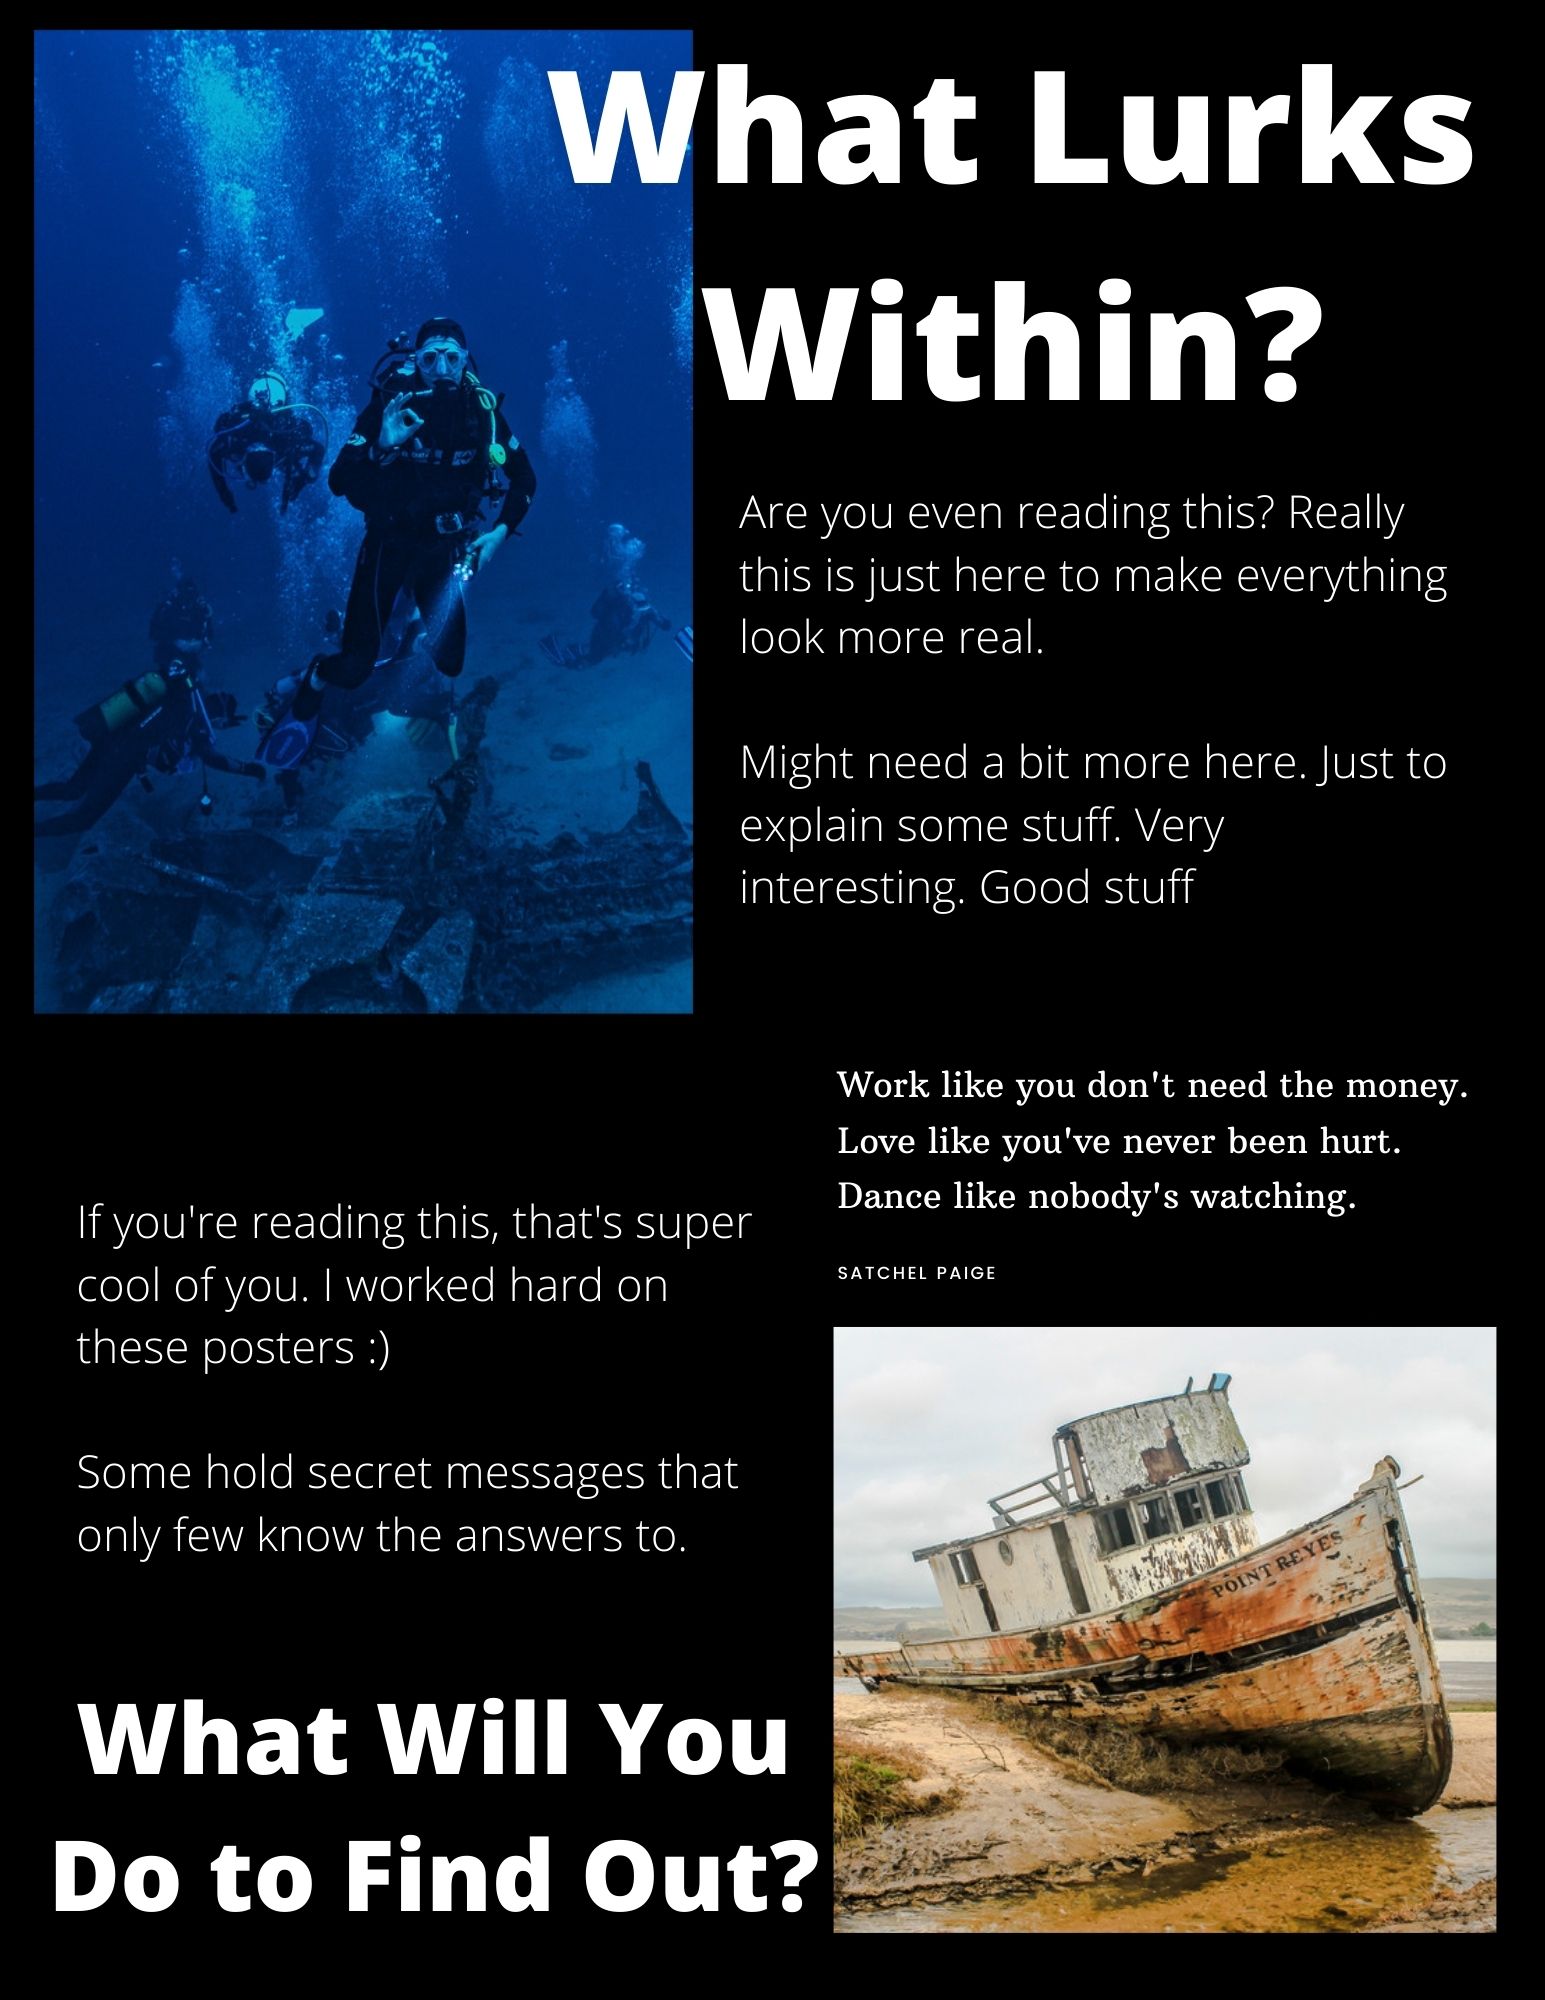 What Lurks
Within?
Are you even reading this? Really
this is just here to make everything
look more real.
Might need a bit more here. Just to
explain some stuff. Very
interesting. Good stuff
Work like you don't need the money.
Love like you've never been hurt.
Dance like nobody's watching.
SATCHEL PAIGE
If you're reading this, that's super
cool of you. I worked hard on
these posters :)
Some hold secret messages that
only few know the answers to.
POINT REYES
What Will You
Do to Find Out?